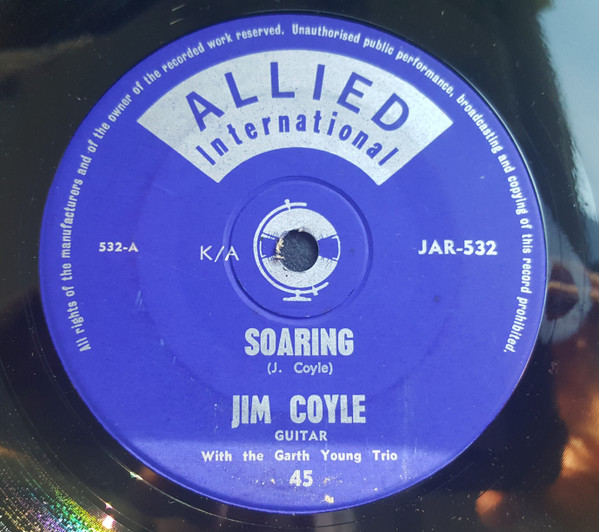 All rights of the manufacturers and of the owner of the recorded work reserved. Unauthorised public performance, broadcasting and copying of this record prohibited.
ALLIED
International
532-A
K/A
JAR-532
SOARING
(J. Coyle)
JIM COYLE
GUITAR
With the Garth Young Trio
45